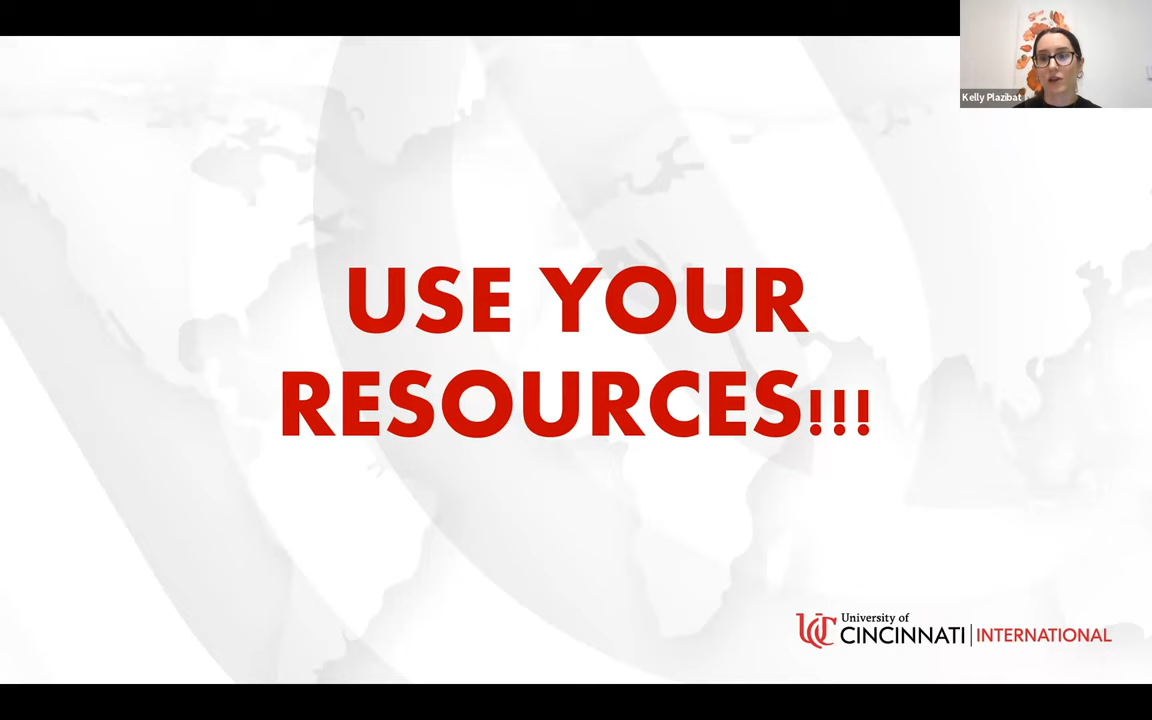 Kelly Plazibat
USE YOUR
RESOURCES!!!
University of
CINCINNATI | INTERNATIONAL